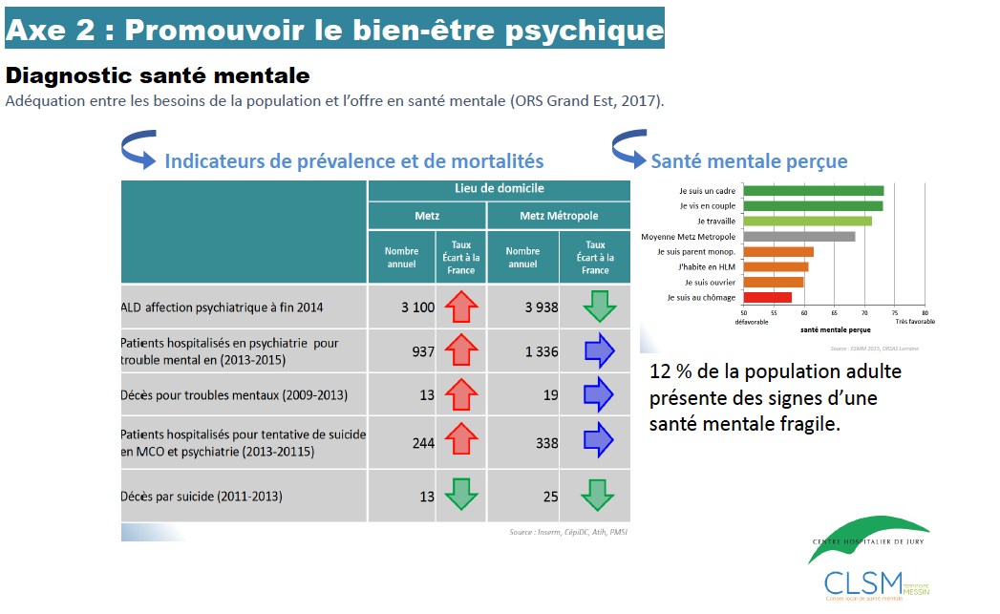 Axe 2 : Promouvoir le bien-être psychique
Diagnostic santé mentale
Adéquation entre les besoins de la population et l'offre en santé mentale (ORS Grand Est, 2017).
Indicateurs de prévalence et de mortalités
Lieu de domicile
Metz
Metz Métropole
Nombre
annuel
Taux
Écart à la
France
Nombre
annuel
Taux
Écart à la
France
ALD affection psychiatrique à fin 2014
3 100
3 938
Patients hospitalisés en psychiatrie pour
trouble mental en (2013-2015)
937
1 336
Décès pour troubles mentaux (2009-2013)
13
19
Patients hospitalisés pour tentative de suicide
en MCO et psychiatrie (2013-20115)
244
338
Décès par suicide (2011-2013)
13
25
Source : Inserm, CépiDC, Atih, PMSI
Santé mentale perçue
Je suis un cadre
Je vis en couple
Je travaille
Moyenne Metz Metropole
Je suis parent monop.
J'habite en HLM
Je suis ouvrier
Je suis au chômage
50 55 60 65 70 75 80
défavorable
Très favorable
santé mentale perçue
Source : ESMM 2015, ORSAS Lorraine
12 % de la population adulte
présente des signes d'une
santé mentale fragile.
CENTRE HOSPITALIER DE JURY
CLSM
TERRITOIRE
MESSIN
Conseil local de santé mentale